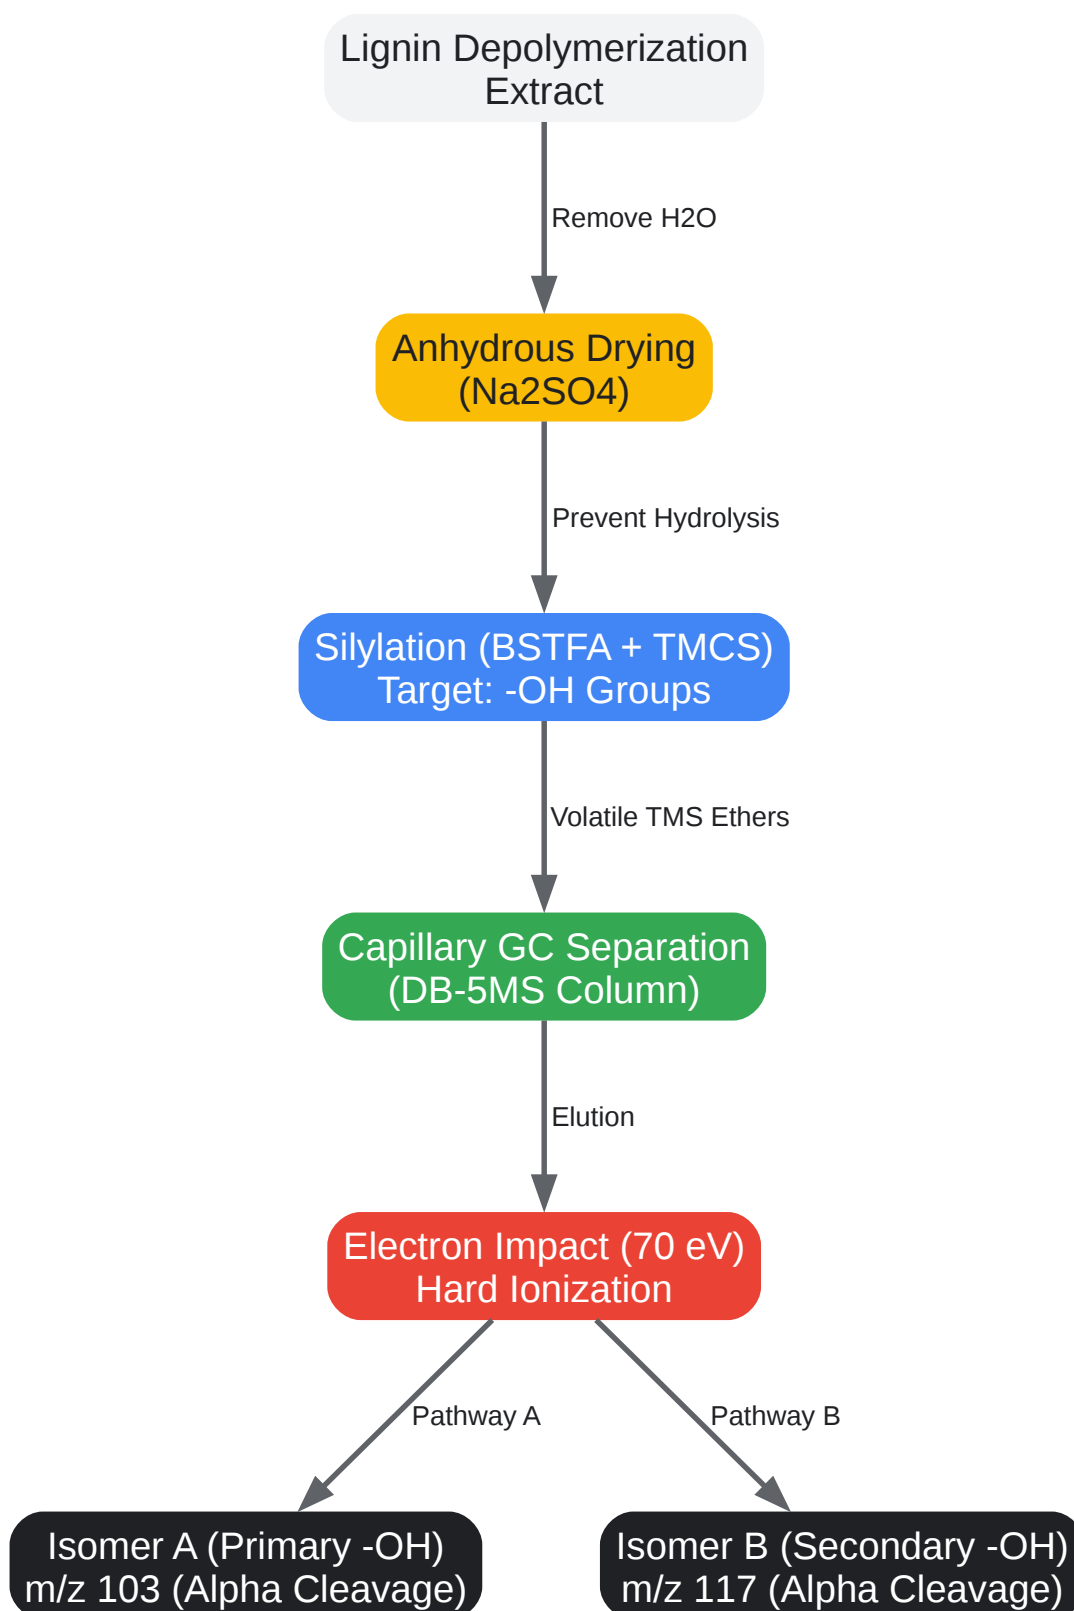 Lignin Depolymerization
Extract
Remove H2O
Anhydrous Drying
(Na2SO4)
Prevent Hydrolysis
Silylation (BSTFA + TMCS)
Target: -OH Groups
Volatile TMS Ethers
Capillary GC Separation
(DB-5MS Column)
Elution
Electron Impact (70 eV)
Hard Ionization
Pathway A
Pathway B
Isomer A (Primary -OH)
m/z 103 (Alpha Cleavage)
Isomer B (Secondary -OH)
m/z 117 (Alpha Cleavage)